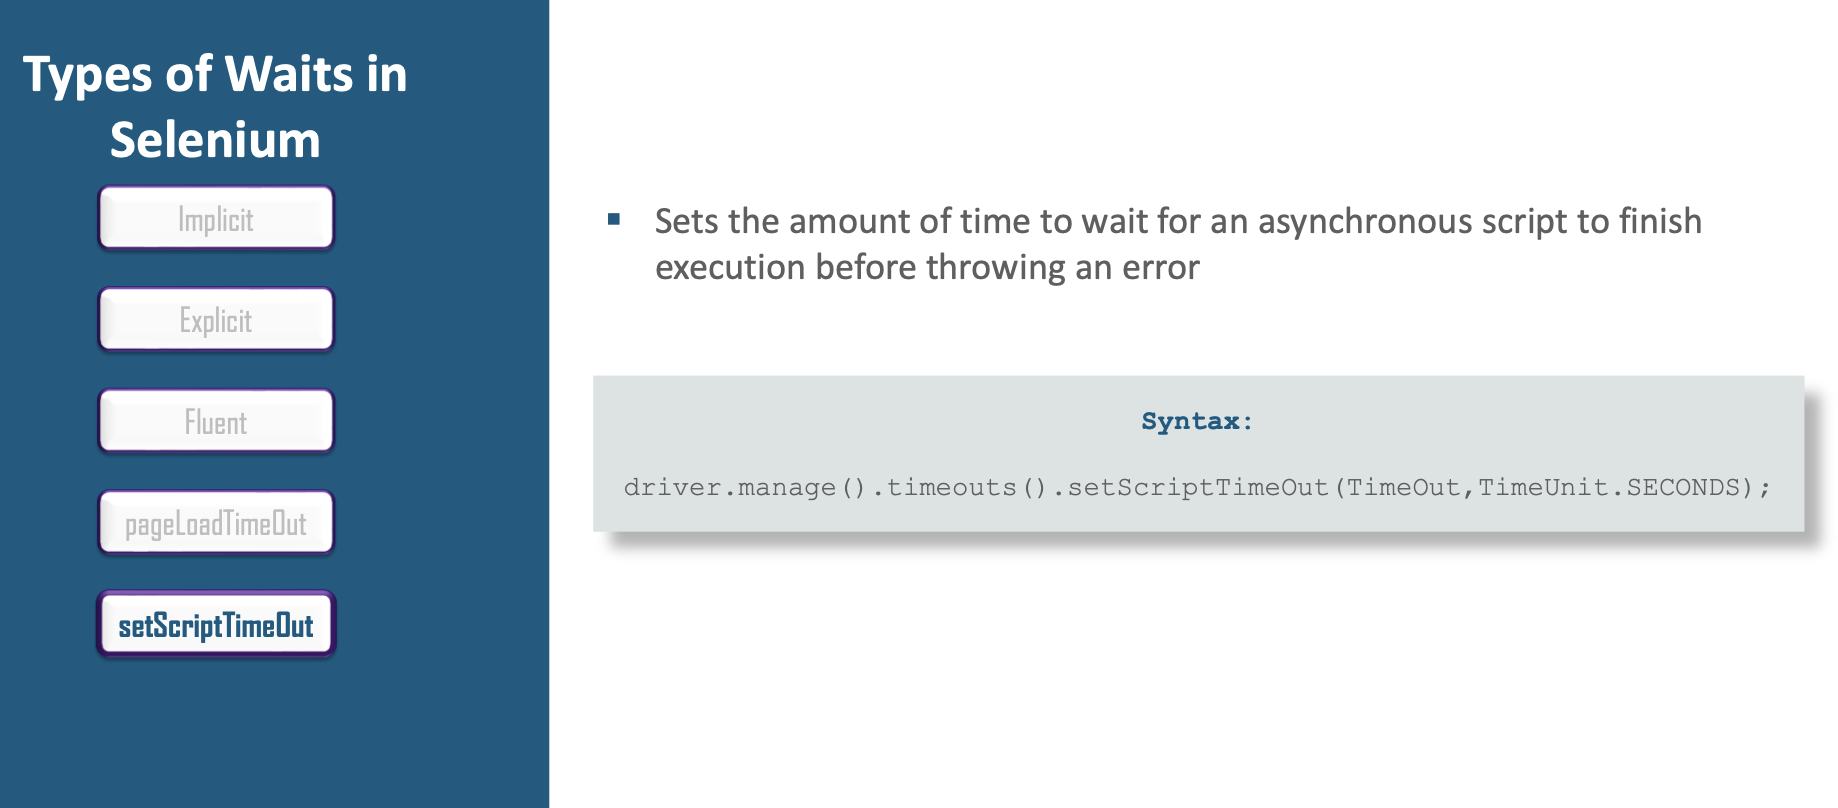 Types of Waits in
Selenium
Implicit
Explicit
Fluent
pageLoadTimeOut
setScriptTimeOut
▪ Sets the amount of time to wait for an asynchronous script to finish
execution before throwing an error
Syntax:
driver.manage().timeouts().setScriptTimeOut(TimeOut,TimeUnit.SECONDS);